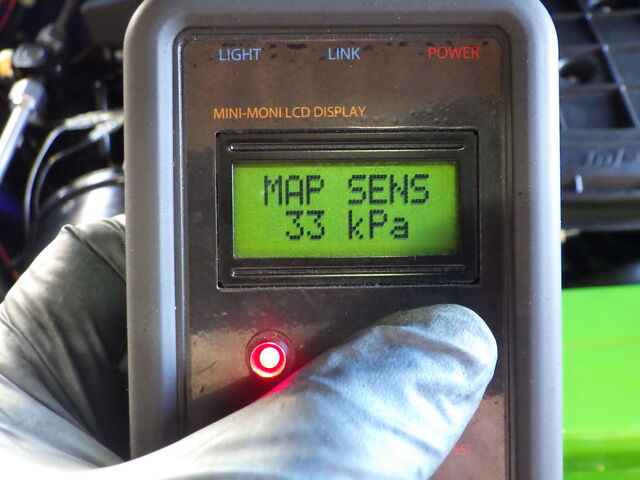 LIGHT LINK POWER
MINI-MONI LCD DISPLAY
MAP SENS
33 kPa